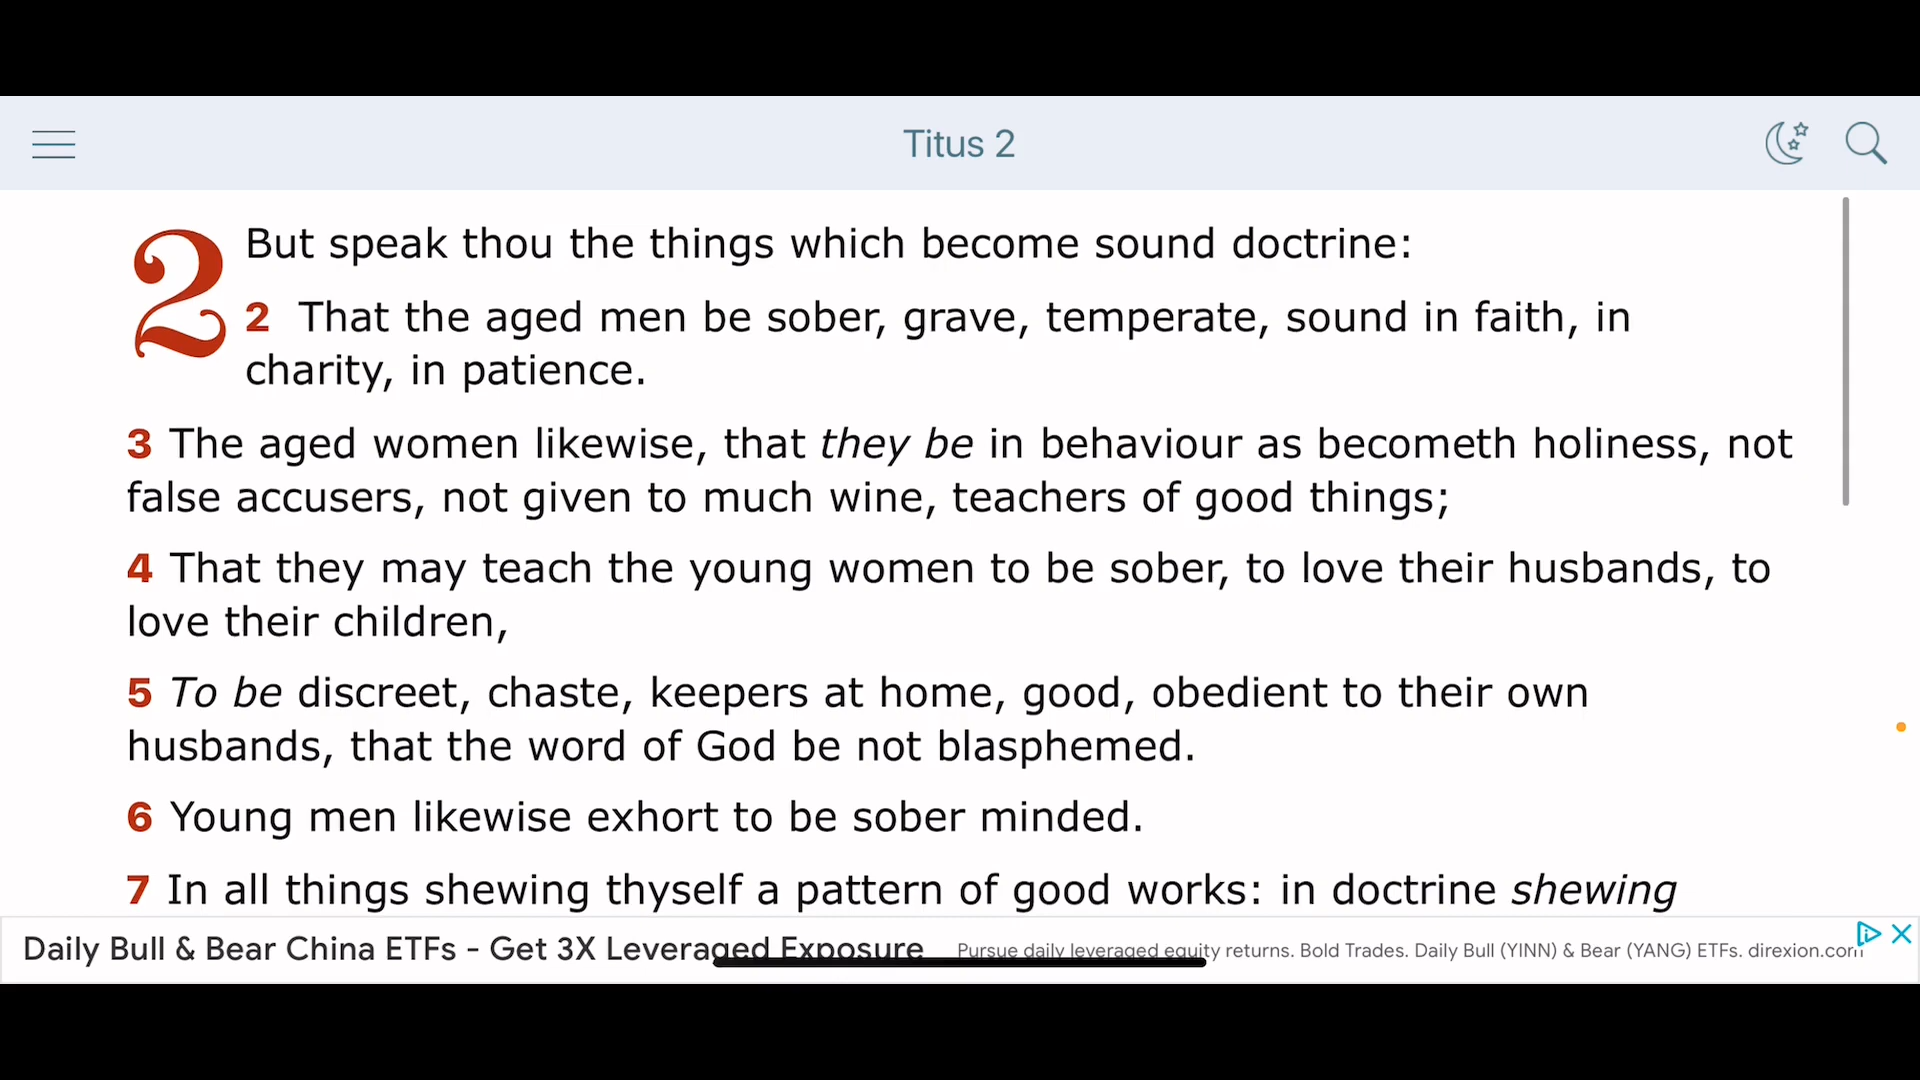 Titus 2
2 But speak thou the things which become sound doctrine:
2 That the aged men be sober, grave, temperate, sound in faith, in
charity, in patience.
3 The aged women likewise, that they be in behaviour as becometh holiness, not
false accusers, not given to much wine, teachers of good things;
4 That they may teach the young women to be sober, to love their husbands, to
love their children,
5 To be discreet, chaste, keepers at home, good, obedient to their own
husbands, that the word of God be not blasphemed.
6 Young men likewise exhort to be sober minded.
7 In all things shewing thyself a pattern of good works: in doctrine shewing
Daily Bull & Bear China ETFs - Get 3X Leveraged Exposure Pursue daily leveraged equity returns. Bold Trades. Daily Bull (YINN) & Bear (YANG) ETFs. direxion.com